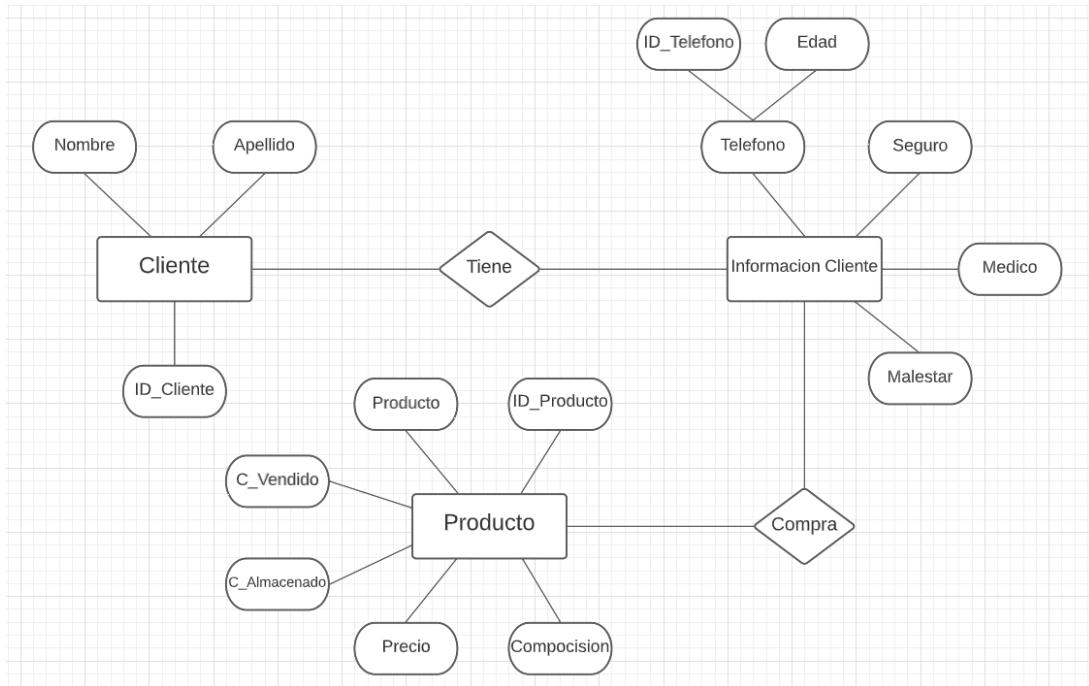 ID_Telefono
Edad
Nombre
Apellido
Telefono
Seguro
Cliente
Tiene
Informacion Cliente
Medico
ID_Cliente
Malestar
Producto
ID_Producto
C_Vendido
Producto
Compra
C_Almacenado
Precio
Compocision